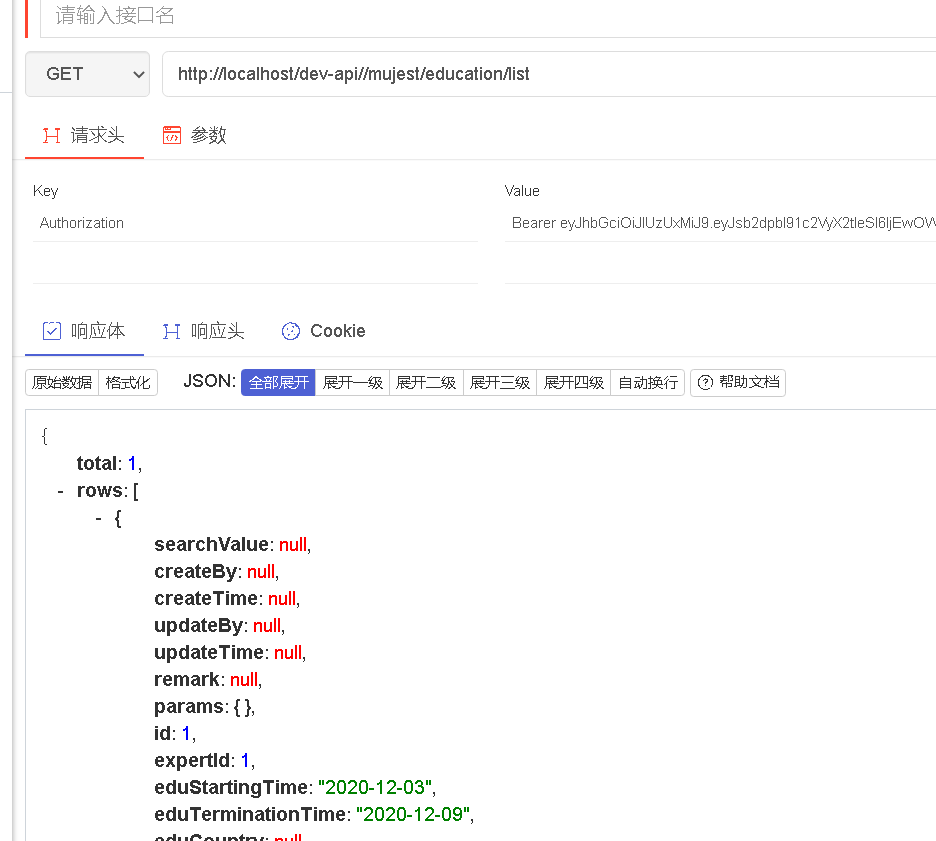 请输入接口名
GET http://localhost/dev-api//mujest/education/list
请求头 参数
Key Value
Authorization Bearer
响应体 响应头 Cookie
原始数据 格式化 JSON: 全部展开 展开一级 展开二级 展开三级 展开四级 自动换行 帮助文档
{
total: 1,
- rows: [
- {
searchValue: null,
createBy: null,
createTime: null,
updateBy: null,
updateTime: null,
remark: null,
params: { },
id: 1,
expertId: 1,
eduStartingTime: "2020-12-03",
eduTerminationTime: "2020-12-09",
eduCountry: null